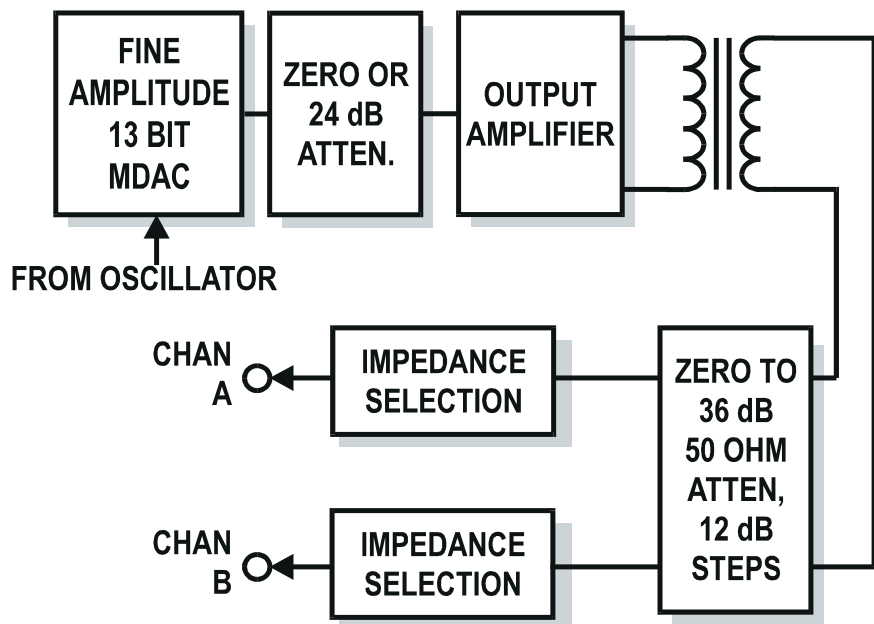 FINE
AMPLITUDE
13 BIT
MDAC
ZERO OR
24 dB
ATTEN.
OUTPUT
AMPLIFIER
FROM OSCILLATOR
CHAN
A
IMPEDANCE
SELECTION
ZERO TO
36 dB
50 OHM
ATTEN,
12 dB
STEPS
CHAN
B
IMPEDANCE
SELECTION